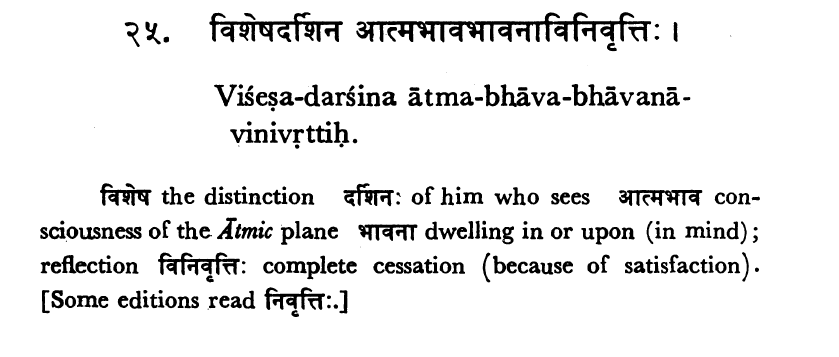 २५. विशेषदर्शिन आत्मभावभावनाविनिवृत्तिः ।
Viśeṣa-darśina ātma-bhāva-bhāvanā-
vinivṛttiḥ.
विशेष the distinction दर्शिनः of him who sees आत्मभाव con-
sciousness of the Ātmic plane भावना dwelling in or upon (in mind);
reflection विनिवृत्तिः complete cessation (because of satisfaction).
[Some editions read निवृत्तिः.]